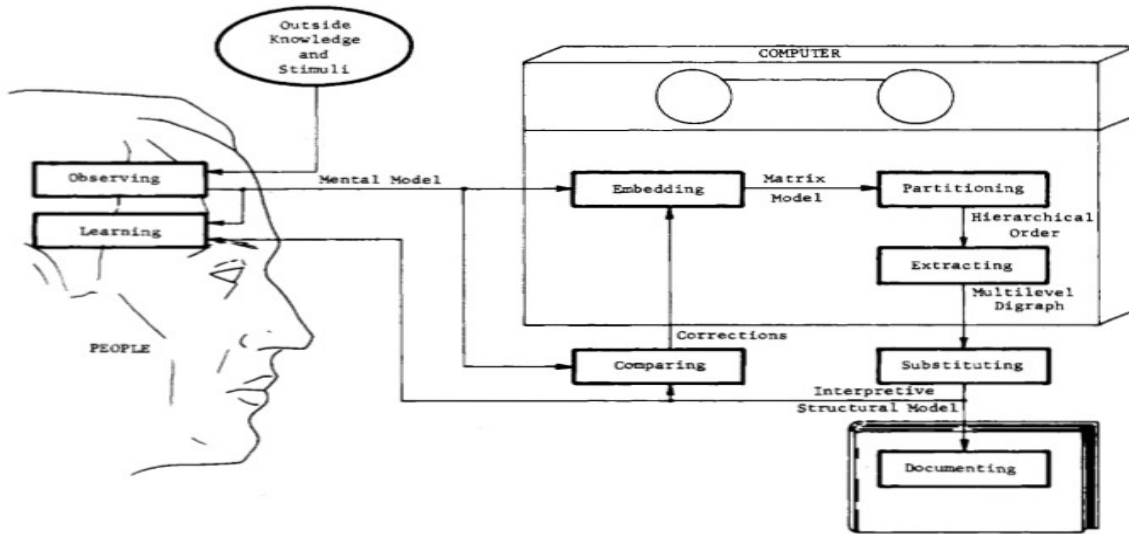 Outside
Knowledge
and
Stimuli
COMPUTER
Observing
Mental Model
Embedding
Matrix
Model
Partitioning
Learning
Hierarchical
Order
Extracting
Multilevel
Digraph
PEOPLE
Corrections
Comparing
Substituting
Interpretive
Structural Model
Documenting